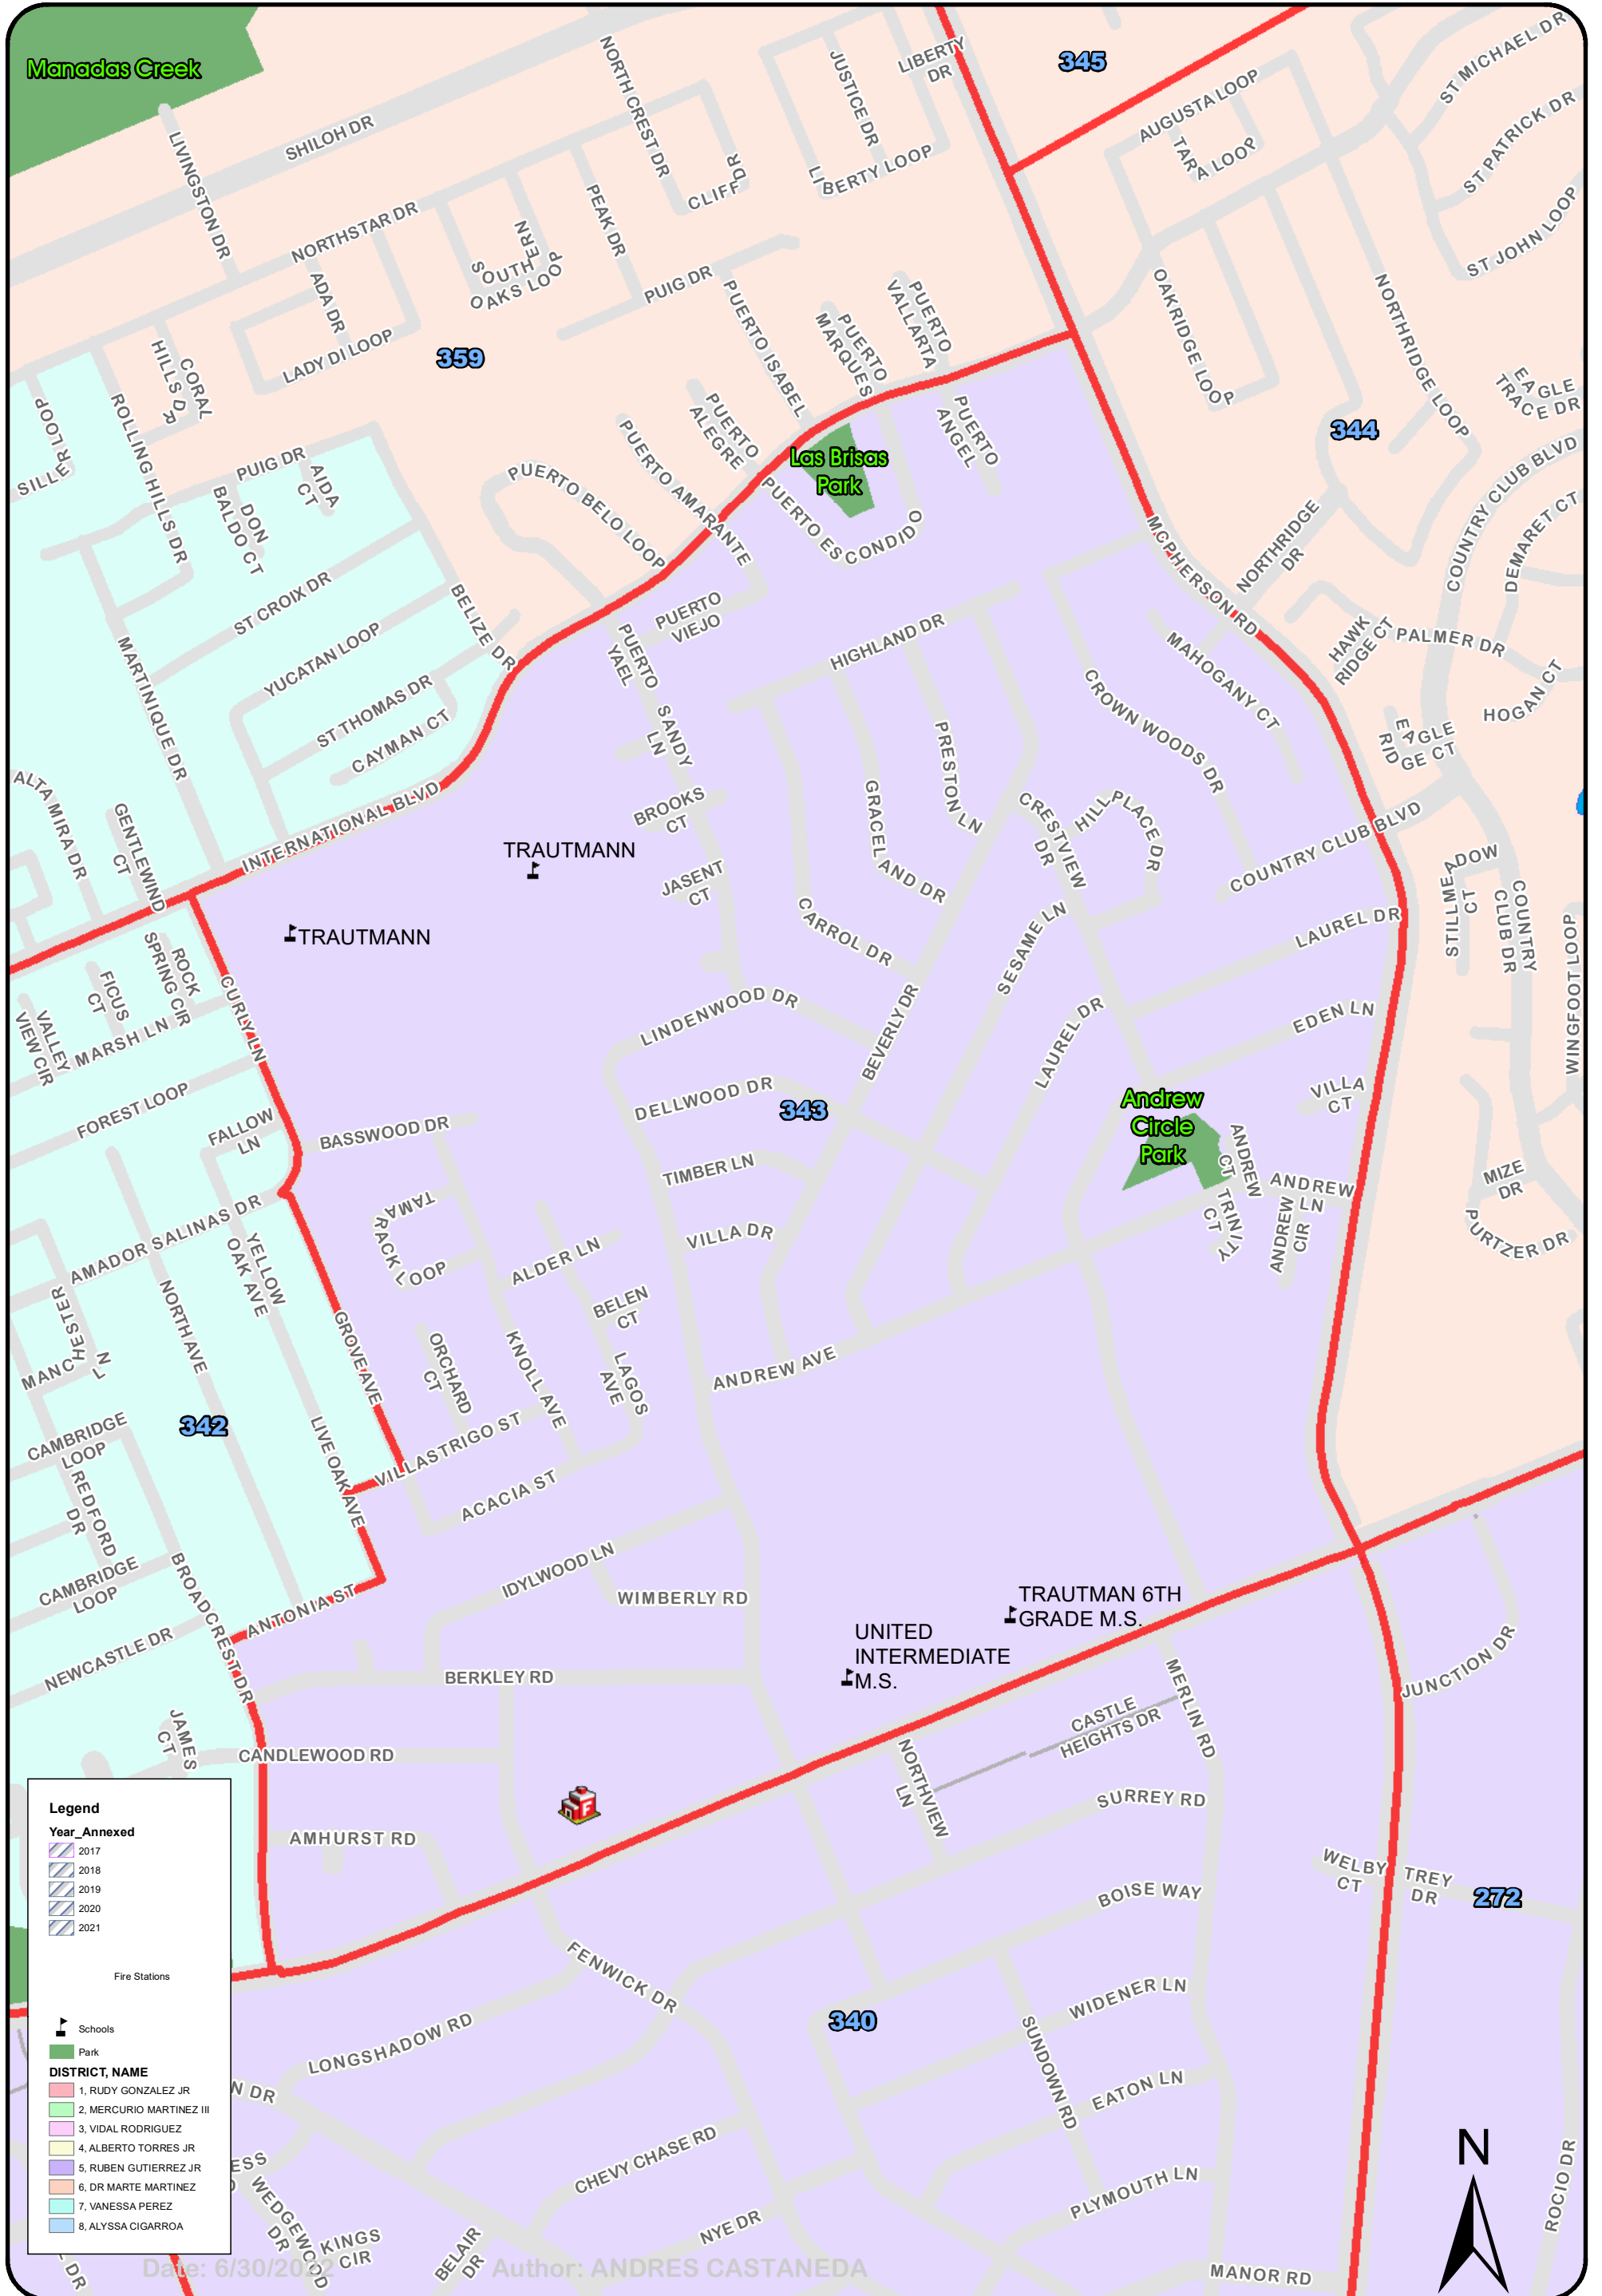 Manadas Creek
345
LIBERTY
DR
JUSTICE DR
NORTH CREST DR
SHILOH DR
LIVINGSTON DR
AUGUSTA LOOP
TARA LOOP
ST MICHAEL DR
ST PATRICK DR
ST JOHN LOOP
LIBERTY LOOP
CLIFF DR
PEAK DR
NORTHSTAR DR
SOUTHERN
OAKS LOOP
ADA DR
LADY DI LOOP
PUIG DR
PUERTO ISABEL
PUERTO
MARQUES
PUERTO
VALLARTA
OAKRIDGE LOOP
NORTHRIDGE LOOP
359
CORAL
HILLS DR
ROLLING HILLS DR
EAGLE
TRACE DR
344
PUERTO
ALEGRE
PUERTO
ANGEL
Las Brisas
Park
PUERTO AMARANTE
PUERTO ESCONDIDO
PUERTO BELO LOOP
PUIG DR
AIDA
CT
DON
BALDO CT
COUNTRY CLUB BLVD
DEMARET CT
NORTHRIDGE
DR
MCPHERSON RD
ST CROIX DR
BELIZE DR
PUERTO
VIEJO
PUERTO
YAEL
HIGHLAND DR
HAWK
RIDGE CT
PALMER DR
HOGAN CT
YUCATAN LOOP
MARTINIQUE DR
ST THOMAS DR
CAYMAN CT
MAHOGANY CT
CROWN WOODS DR
EAGLE
RIDGE CT
SANDY
LN
PRESTON LN
GRACELAND DR
ALTA MIRA DR
GENTLEWIND
CT
INTERNATIONAL BLVD
BROOKS
CT
CRESTVIEW
DR
HILL PLACE DR
COUNTRY CLUB BLVD
TRAUTMANN
JASENT
CT
STILLMEADOW
CT
COUNTRY
CLUB DR
WINGFOOT LOOP
TRAUTMANN
CARROL DR
SESAME LN
LAUREL DR
ROCK
SPRING CIR
FICUS
CT
VALLEY
VIEW CIR
MARSH LN
CURLY LN
LINDENWOOD DR
BEVERLY DR
LAUREL DR
EDEN LN
FOREST LOOP
FALLOW
LN
BASSWOOD DR
DELLWOOD DR
343
VILLA
CT
Andrew
Circle
Park
ANDREW
CT
ANDREW
LN
TRINITY
CT
ANDREW
CIR
MIZE
DR
PURTZER DR
TIMBER LN
VILLA DR
AMADOR SALINAS DR
TAMARACK LOOP
ALDER LN
BELEN
CT
YELLOW
OAK AVE
NORTH AVE
MANCHESTER
LN
GROVE AVE
ORCHARD
CT
KNOLL AVE
LAGOS
AVE
ANDREW AVE
342
CAMBRIDGE
LOOP
REDFORD
DR
LIVE OAK AVE
VILLASTRIGO ST
ACACIA ST
IDYLWOOD LN
WIMBERLY RD
CAMBRIDGE
LOOP
BROADCREST DR
ANTONIA ST
NEWCASTLE DR
TRAUTMAN 6TH
GRADE M.S.
UNITED
INTERMEDIATE
M.S.
BERKLEY RD
JAMES
CT
CANDLEWOOD RD
MERLIN RD
CASTLE
HEIGHTS DR
JUNCTION DR
NORTHVIEW
LN
SURREY RD
AMHURST RD
WELBY
CT
TREY
DR
272
BOISE WAY
FENWICK DR
WIDENER LN
340
SUNDOWN RD
LONGSHADOW RD
EATON LN
CHEVY CHASE RD
PLYMOUTH LN
NYE DR
ROCIO DR
WEDGEWOOD
DR
KINGS
CIR
BELAIR
DR
MANOR RD
N
Legend
Year_Annexed
2017
2018
2019
2020
2021
Fire Stations
Schools
Park
DISTRICT, NAME
1, RUDY GONZALEZ JR
2, MERCURIO MARTINEZ III
3, VIDAL RODRIGUEZ
4, ALBERTO TORRES JR
5, RUBEN GUTIERREZ JR
6, DR MARTE MARTINEZ
7, VANESSA PEREZ
8, ALYSSA CIGARROA
Date: 6/30/2022
Author: ANDRES CASTANEDA